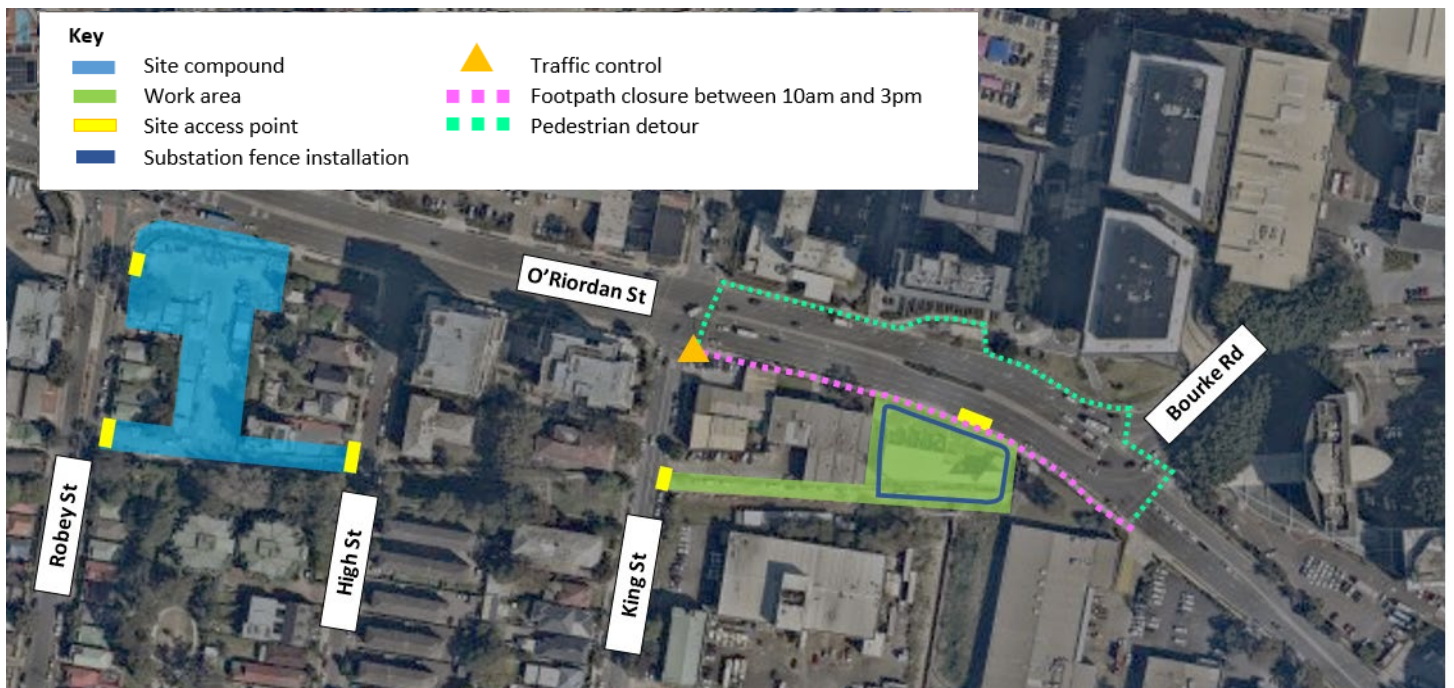 Key
Site compound
Work area
Site access point
Substation fence installation
Traffic control
Footpath closure between 10am and 3pm
Pedestrian detour
O'Riordan St
Bourke Rd
Robey St
High St
King St